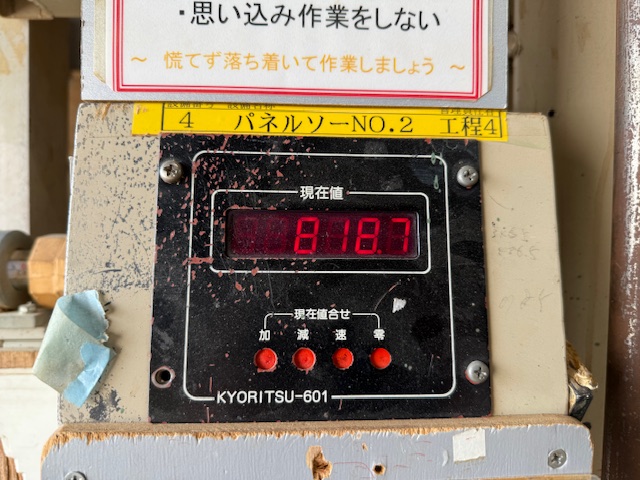 ・思い込み作業をしない
～ 慌てず落ち着いて作業しましょう ～
4 パネルソーNO.2 工程4
現在値
818.7
現在値合せ
加 減 速 零
KYORITSU-601